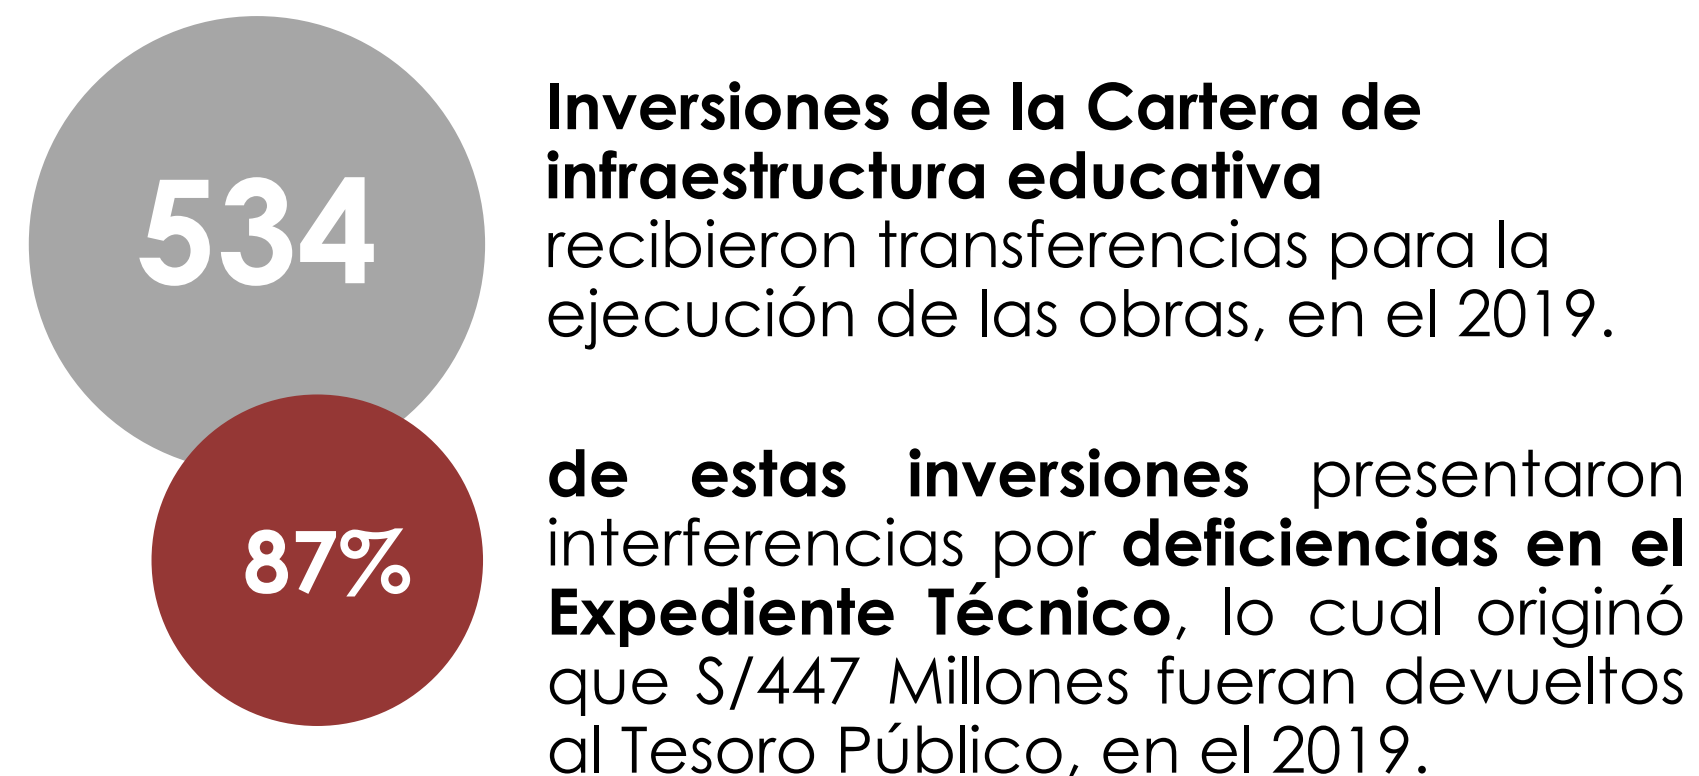 534
Inversiones de la Cartera de
infraestructura educativa
recibieron transferencias para la
ejecución de las obras, en el 2019.
87%
de estas inversiones presentaron
interferencias por deficiencias en el
Expediente Técnico, lo cual originó
que S/447 Millones fueran devueltos
al Tesoro Público, en el 2019.